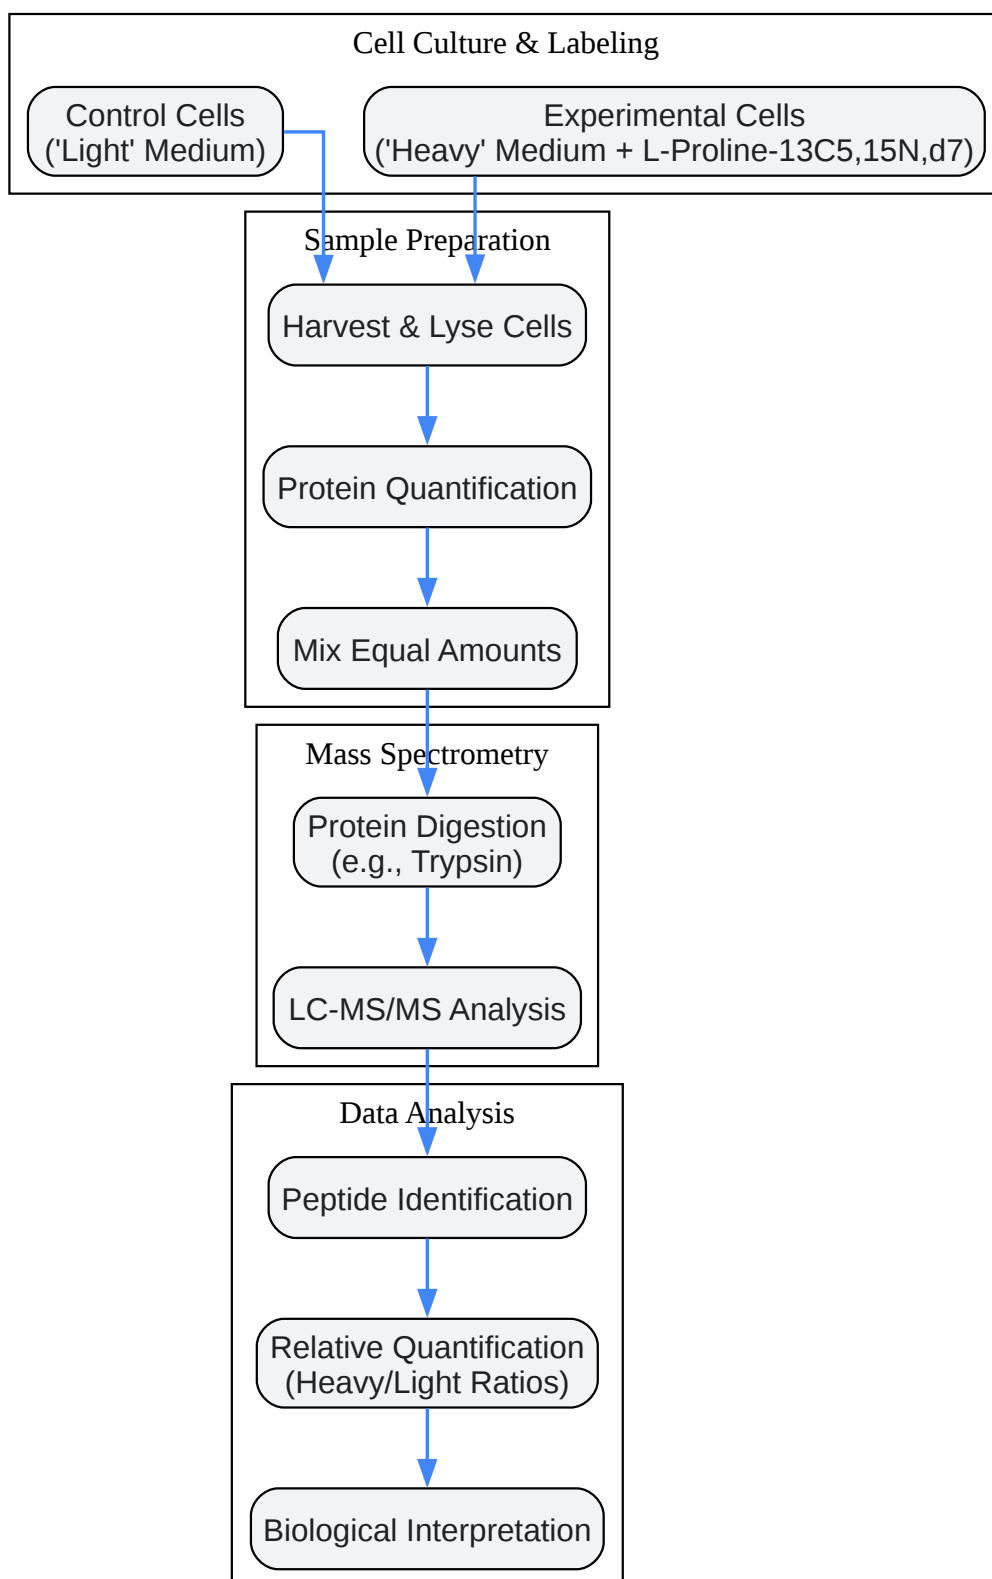 Cell Culture & Labeling
Control Cells
('Light' Medium)
Experimental Cells
('Heavy' Medium + L-Proline-13C5,15N,d7)
Sample Preparation
Harvest & Lyse Cells
Protein Quantification
Mix Equal Amounts
Mass Spectrometry
Protein Digestion
(e.g., Trypsin)
LC-MS/MS Analysis
Data Analysis
Peptide Identification
Relative Quantification
(Heavy/Light Ratios)
Biological Interpretation